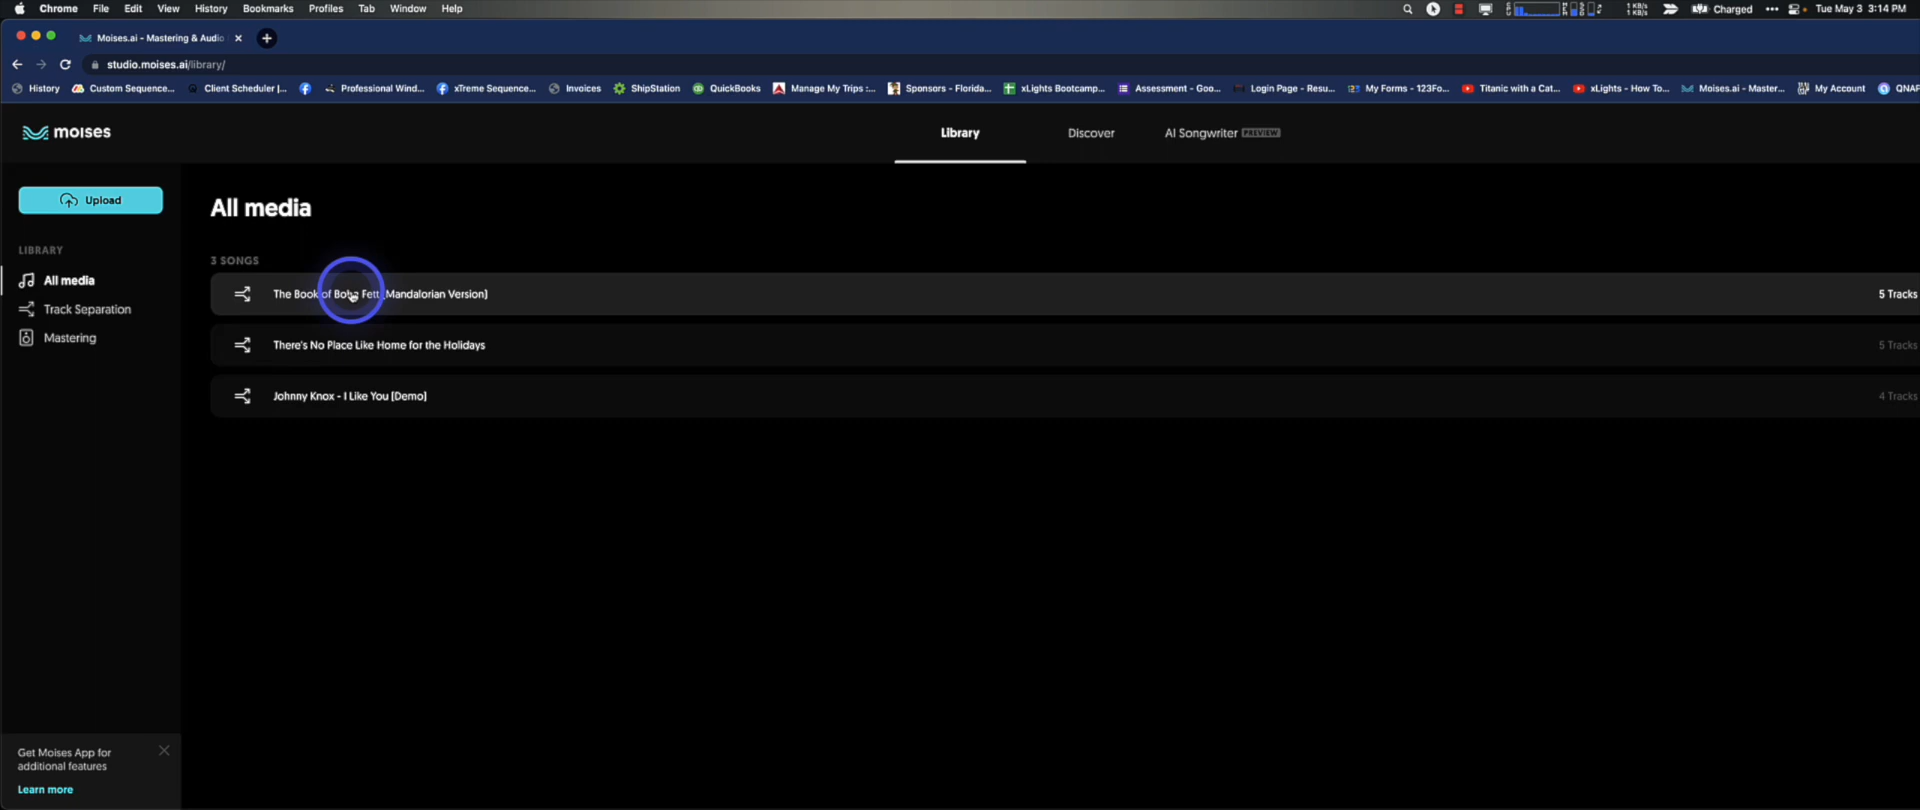 Chrome File Edit View History Bookmarks Profiles Tab Window Help
1 KB/s
1 KB/s
Charged Tue May 3 3:14 PM
Moises.ai - Mastering & Audio
studio.moises.ai/library/
History Custom Sequence... Client Scheduler |... Professional Wind... xTreme Sequence... Invoices ShipStation QuickBooks Manage My Trips :... Sponsors - Florida... xLights Bootcamp... Assessment - Goo... Login Page - Resu... My Forms - 123Fo... Titanic with a Cat... xLights - How To... Moises.ai - Master... My Account QNAP
moises
Library Discover AI Songwriter PREVIEW
Upload
All media
LIBRARY
3 SONGS
All media
The Book of Boba Fett [Mandalorian Version] 5 Tracks
Track Separation
Mastering
There's No Place Like Home for the Holidays 5 Tracks
Johnny Knox - I Like You [Demo] 4 Tracks
Get Moises App for
additional features
Learn more